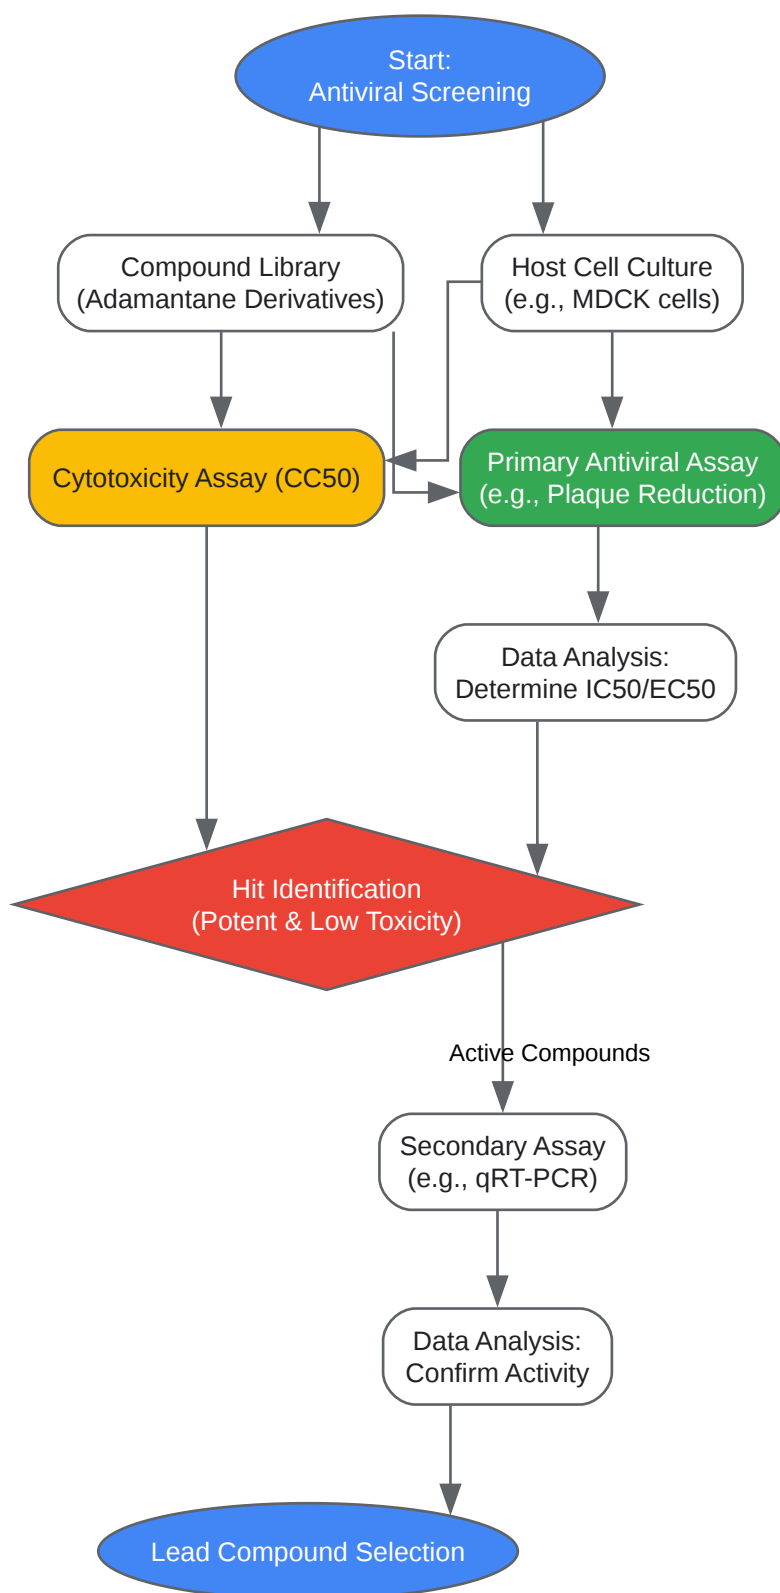 Start:
Antiviral Screening
Compound Library
(Adamantane Derivatives)
Host Cell Culture
(e.g., MDCK cells)
Cytotoxicity Assay (CC50)
Primary Antiviral Assay
(e.g., Plaque Reduction)
Data Analysis:
Determine IC50/EC50
Hit Identification
(Potent & Low Toxicity)
Active Compounds
Secondary Assay
(e.g., qRT-PCR)
Data Analysis:
Confirm Activity
Lead Compound Selection